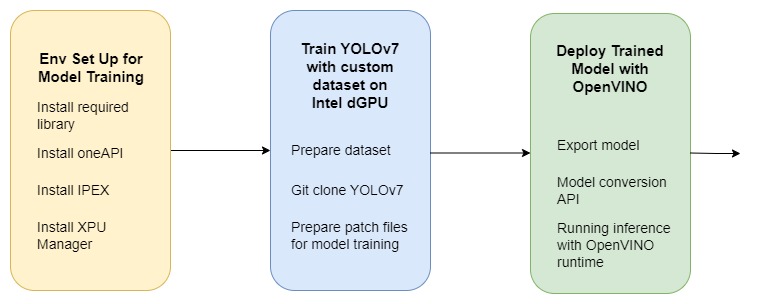 Env Set Up for
Model Training
Install required
library
Install oneAPI
Install IPEX
Install XPU
Manager
Train YOLOv7
with custom
dataset on
Intel dGPU
Prepare dataset
Git clone YOLOv7
Prepare patch files
for model training
Deploy Trained
Model with
OpenVINO
Export model
Model conversion
API
Running inference
with OpenVINO
runtime